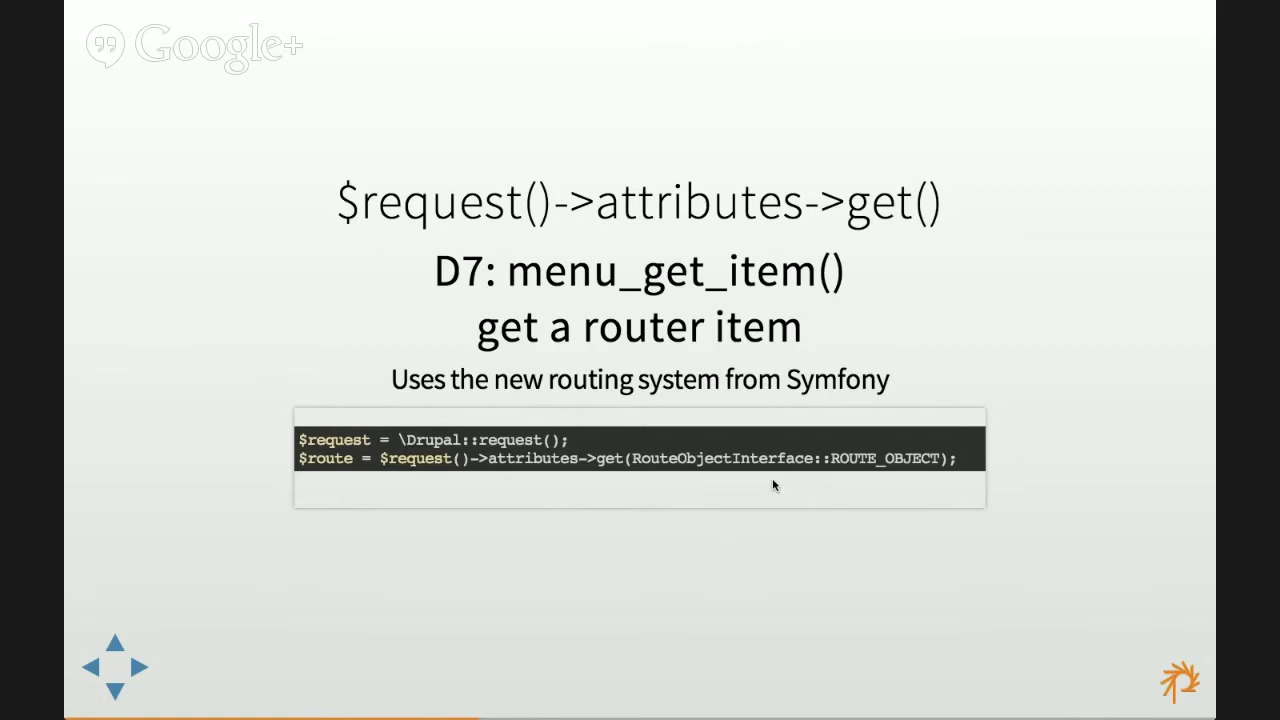 Google+
$request()->attributes->get()
D7: menu_get_item()
get a router item
Uses the new routing system from Symfony
$request = \Drupal::request();
$route = $request()->attributes->get(RouteObjectInterface::ROUTE_OBJECT);